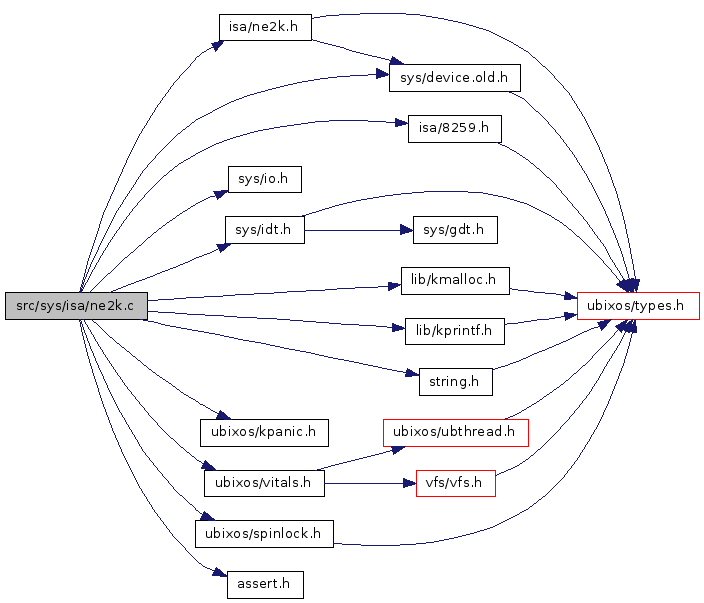 isa/ne2k.h
sys/device.old.h
isa/8259.h
sys/io.h
sys/idt.h
sys/gdt.h
lib/kmalloc.h
src/sys/isa/ne2k.c
ubixos/types.h
lib/kprintf.h
string.h
ubixos/kpanic.h
ubixos/ubthread.h
ubixos/vitals.h
vfs/vfs.h
ubixos/spinlock.h
assert.h